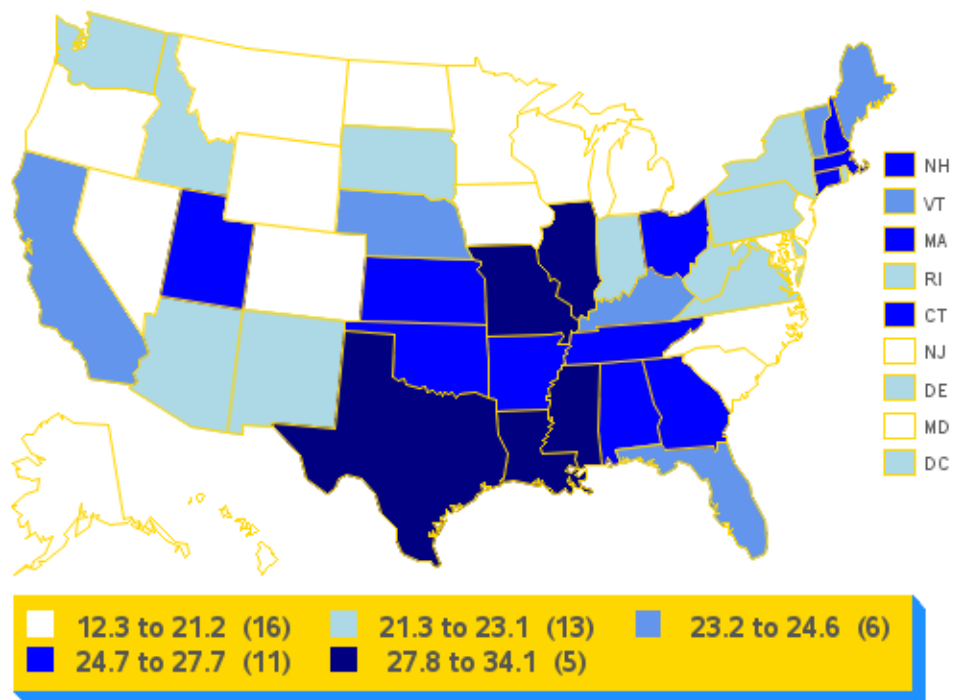 NH
VT
MA
RI
CT
NJ
DE
MD
DC
12.3 to 21.2 (16) 21.3 to 23.1 (13) 23.2 to 24.6 (6)
24.7 to 27.7 (11) 27.8 to 34.1 (5)